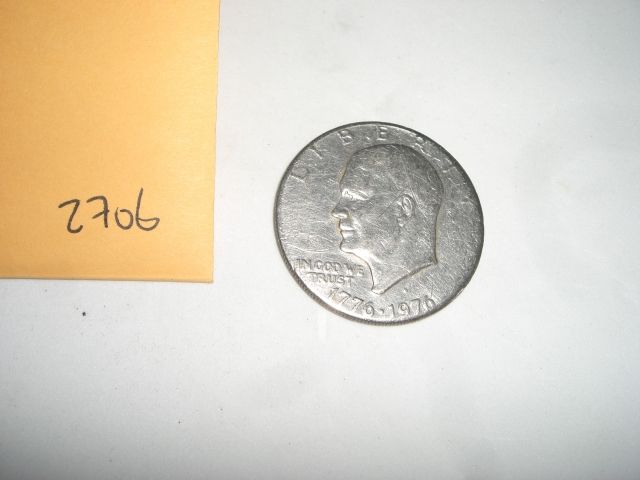 2706
LIBERTY
IN GOD WE
TRUST
1776·1976